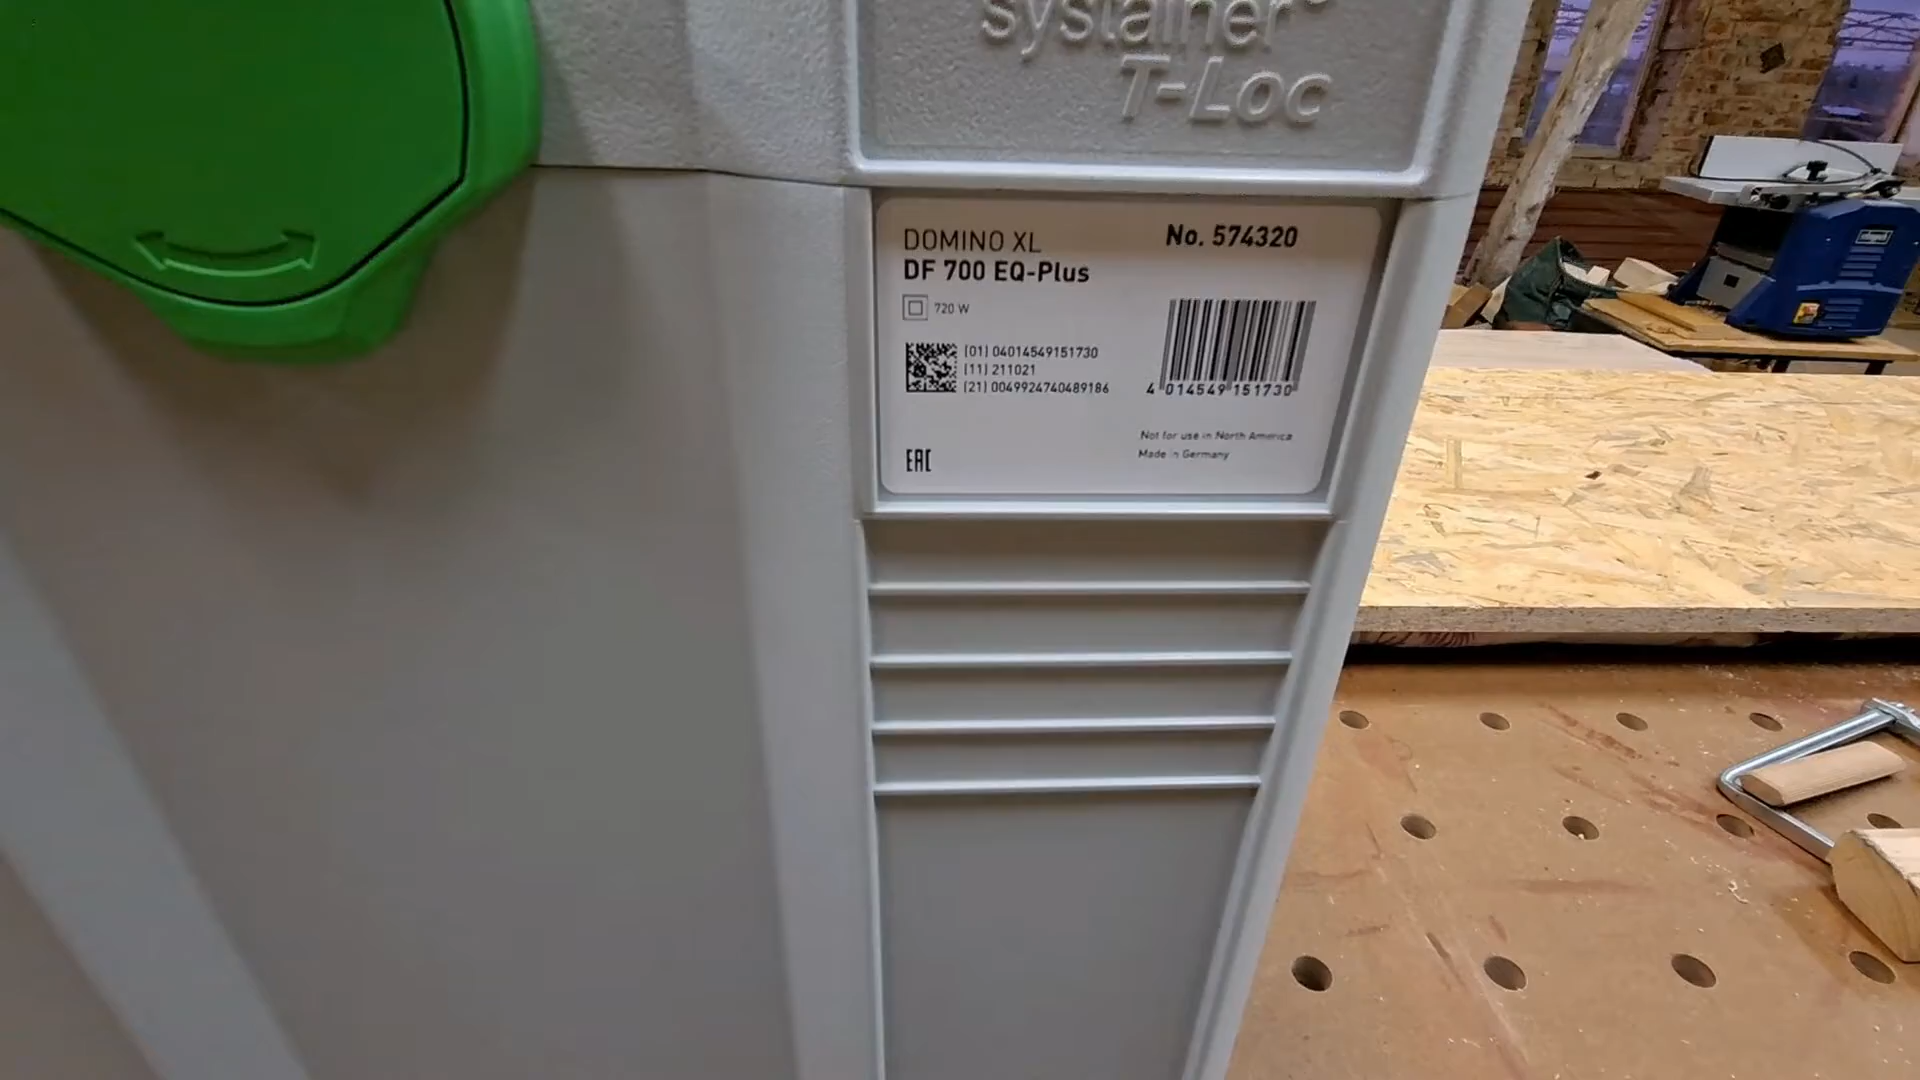 systainer®
T-Loc
DOMINO XL
DF 700 EQ-Plus
No. 574320
720 W
(01) 04014549151730
(11) 211021
(21) 0049924740489186
4 014549 151730
Not for use in North America
Made in Germany
EAC